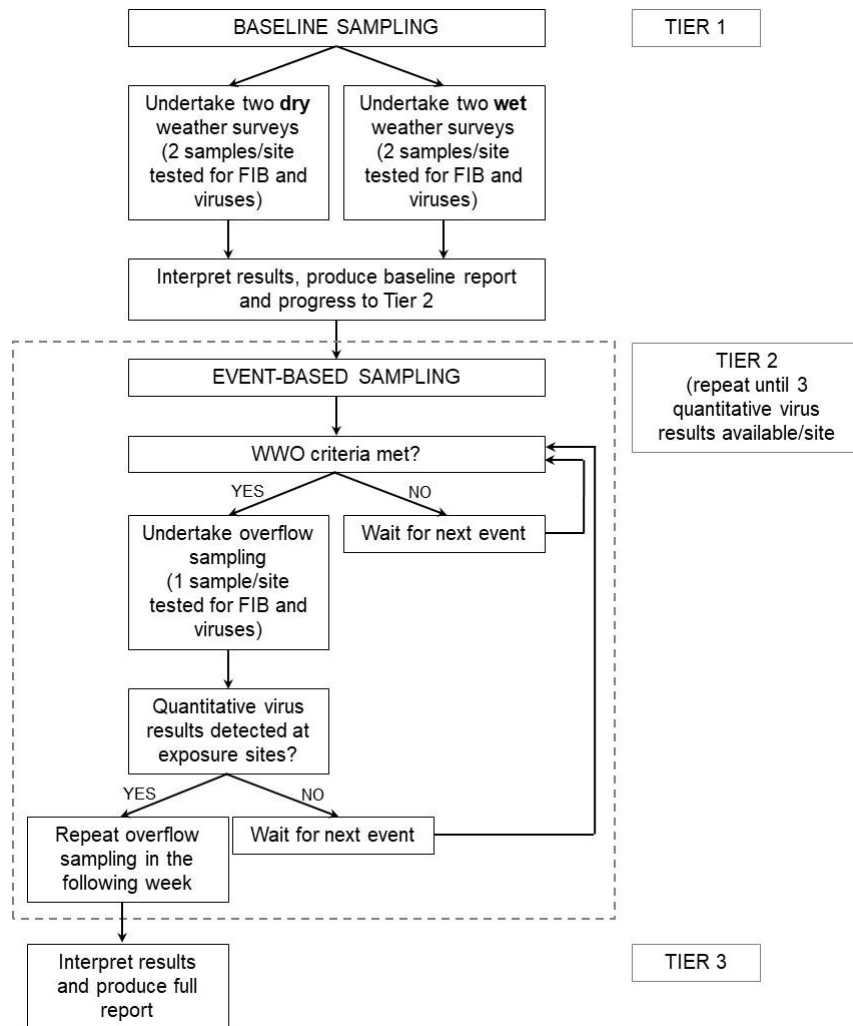 BASELINE SAMPLING
TIER 1
Undertake two dry
weather surveys
(2 samples/site
tested for FIB and
viruses)
Undertake two wet
weather surveys
(2 samples/site
tested for FIB and
viruses)
Interpret results, produce baseline report
and progress to Tier 2
TIER 2
(repeat until 3
quantitative virus
results available/site
EVENT-BASED SAMPLING
WWO criteria met?
YES
NO
Undertake overflow
sampling
(1 sample/site
tested for FIB and
viruses)
Wait for next event
Quantitative virus
results detected at
exposure sites?
YES
NO
Repeat overflow
sampling in the
following week
Wait for next event
Interpret results
and produce full
report
TIER 3